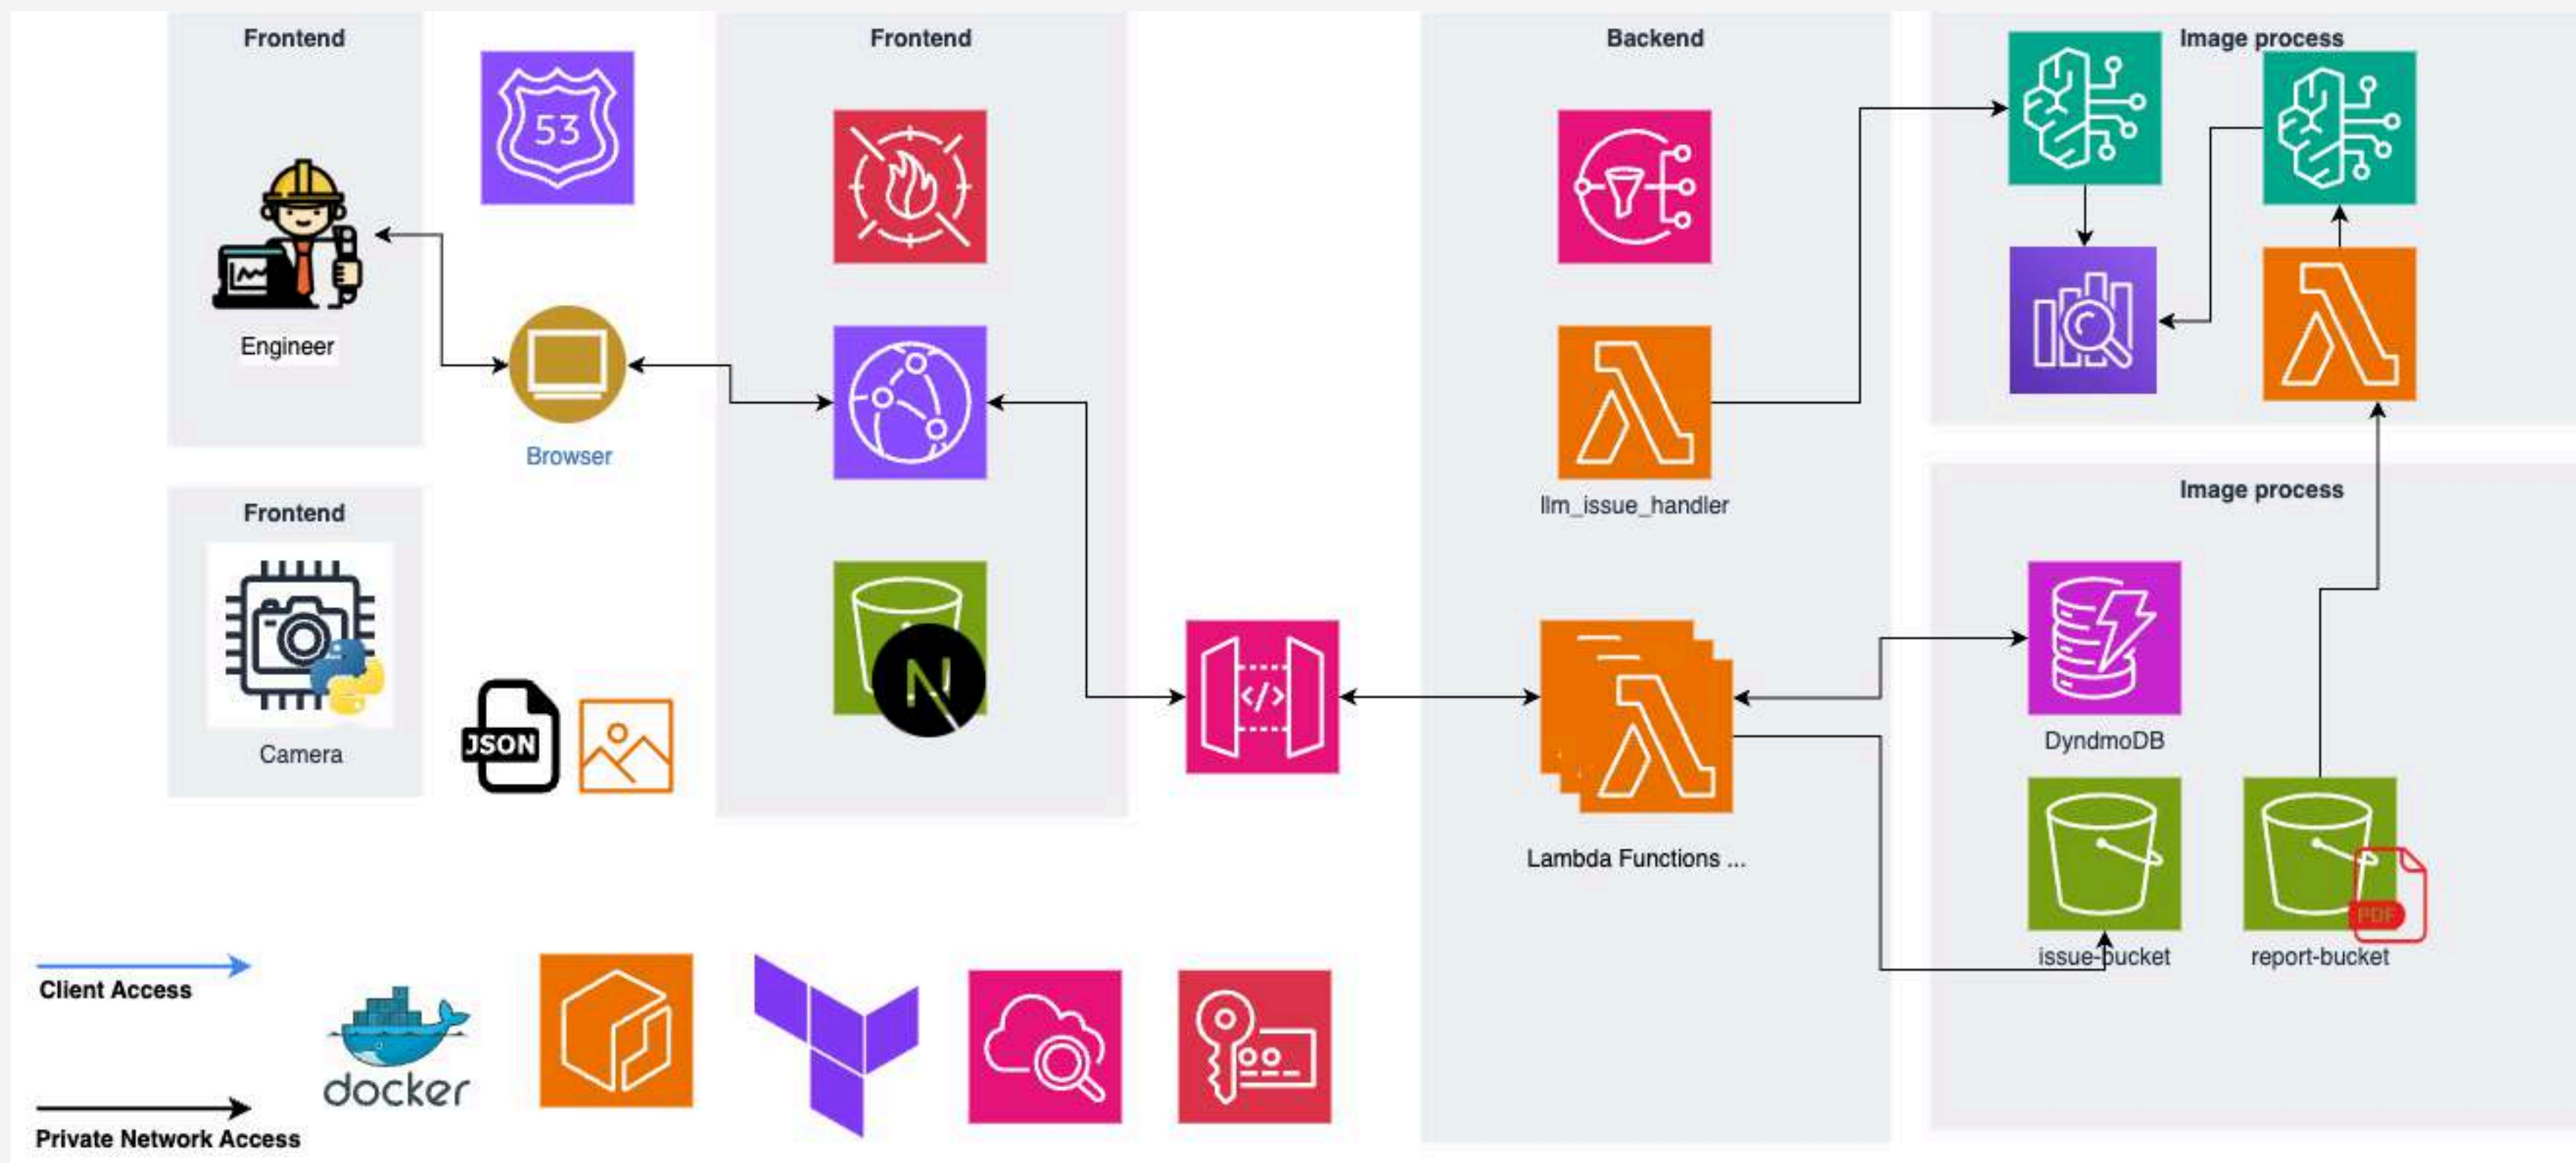 Frontend
Frontend
Backend
Image process
53
Engineer
Browser
llm_issue_handler
Frontend
Image process
Camera
JSON
N
</>
DyndmoDB
Lambda Functions ...
PDF
issue-bucket
report-bucket
Client Access
docker
Private Network Access